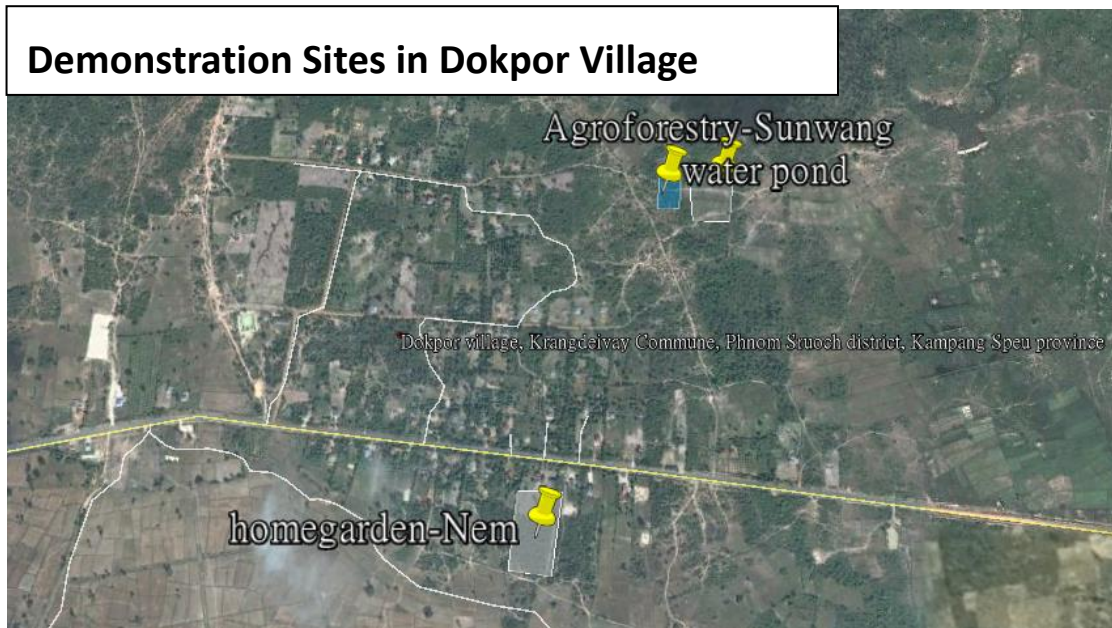 Demonstration Sites in Dokpor Village
Agroforestry-Sunwang
water pond
Dokpor village, Krangdeivay Commune, Phnom Sruoch district, Kampang Speu province
homegarden-Nem